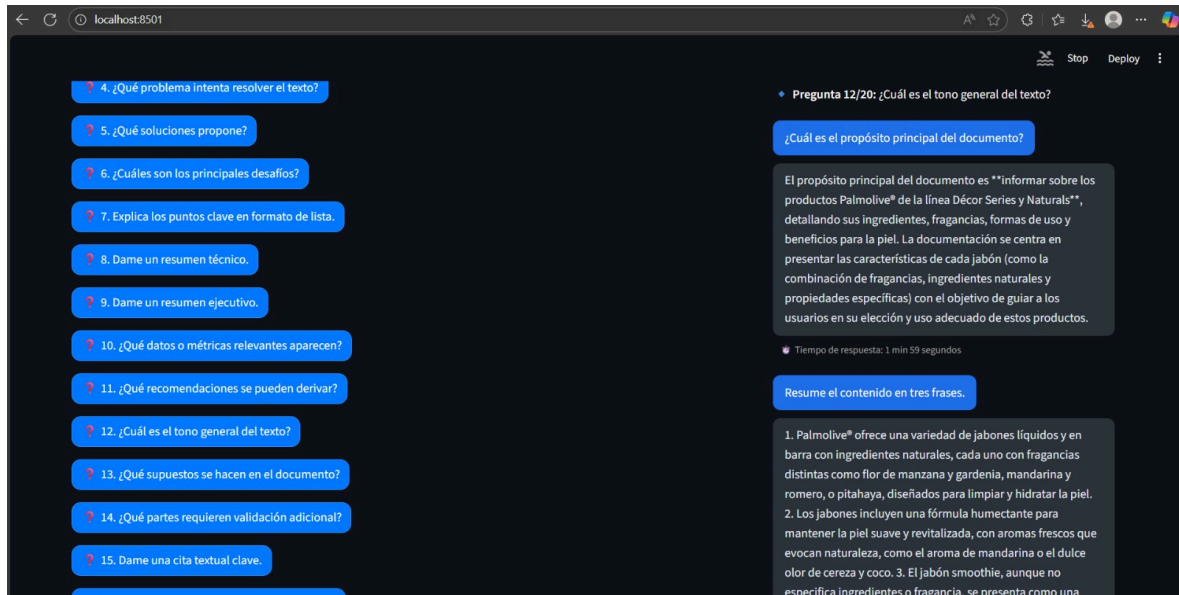 localhost:8501
Stop
Deploy
4. ¿Qué problema intenta resolver el texto?
5. ¿Qué soluciones propone?
6. ¿Cuáles son los principales desafíos?
7. Explica los puntos clave en formato de lista.
8. Dame un resumen técnico.
9. Dame un resumen ejecutivo.
10. ¿Qué datos o métricas relevantes aparecen?
11. ¿Qué recomendaciones se pueden derivar?
12. ¿Cuál es el tono general del texto?
13. ¿Qué supuestos se hacen en el documento?
14. ¿Qué partes requieren validación adicional?
15. Dame una cita textual clave.
Pregunta 12/20: ¿Cuál es el tono general del texto?
¿Cuál es el propósito principal del documento?
El propósito principal del documento es **informar sobre los
productos Palmolive® de la línea Décor Series y Naturals**,
detallando sus ingredientes, fragancias, formas de uso y
beneficios para la piel. La documentación se centra en
presentar las características de cada jabón (como la
combinación de fragancias, ingredientes naturales y
propiedades específicas) con el objetivo de guiar a los
usuarios en su elección y uso adecuado de estos productos.
Tiempo de respuesta: 1 min 59 segundos
Resume el contenido en tres frases.
1. Palmolive® ofrece una variedad de jabones líquidos y en
barra con ingredientes naturales, cada uno con fragancias
distintas como flor de manzana y gardenia, mandarina y
romero, o pitahaya, diseñados para limpiar y hidratar la piel.
2. Los jabones incluyen una fórmula humectante para
mantener la piel suave y revitalizada, con aromas frescos que
evocan naturaleza, como el aroma de mandarina o el dulce
olor de cereza y coco. 3. El jabón smoothie, aunque no
especifica ingredientes o fragancia, se presenta como una